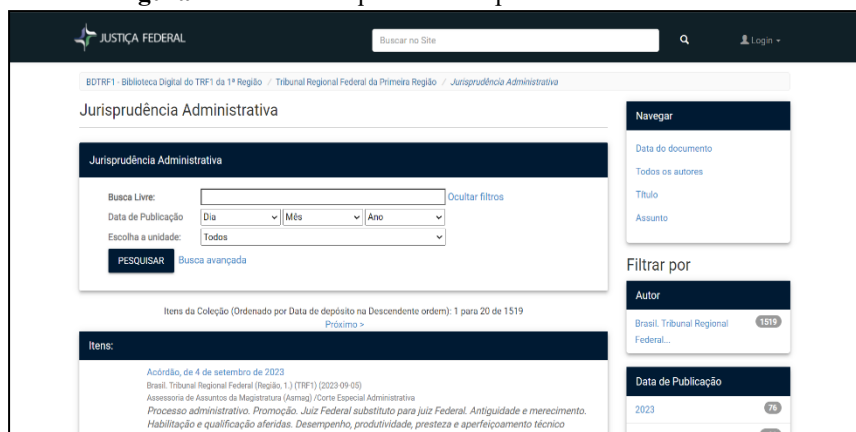 JUSTIÇA FEDERAL
Buscar no Site
Login
BDTRF1 - Biblioteca Digital do TRF1 da 1ª Região / Tribunal Regional Federal da Primeira Região / Jurisprudência Administrativa
Jurisprudência Administrativa
Jurisprudência Administrativa
Busca Livre:
Ocultar filtros
Data de Publicação
Dia
Mês
Ano
Escolha a unidade:
Todos
PESQUISAR
Busca avançada
Itens da Coleção (Ordenado por Data de depósito na Descendente ordem): 1 para 20 de 1519
Próximo >
Itens:
Acórdão, de 4 de setembro de 2023
Brasil. Tribunal Regional Federal (Região, 1.) (TRF1) (2023-09-05)
Assessoria de Assuntos da Magistratura (Asmag) /Corte Especial Administrativa
Processo administrativo. Promoção. Juiz Federal substituto para juiz Federal. Antiguidade e merecimento.
Habilitação e qualificação aferidas. Desempenho, produtividade, presteza e aperfeiçoamento técnico
Navegar
Data do documento
Todos os autores
Título
Assunto
Filtrar por
Autor
Brasil. Tribunal Regional
Federal...
1519
Data de Publicação
2023
76